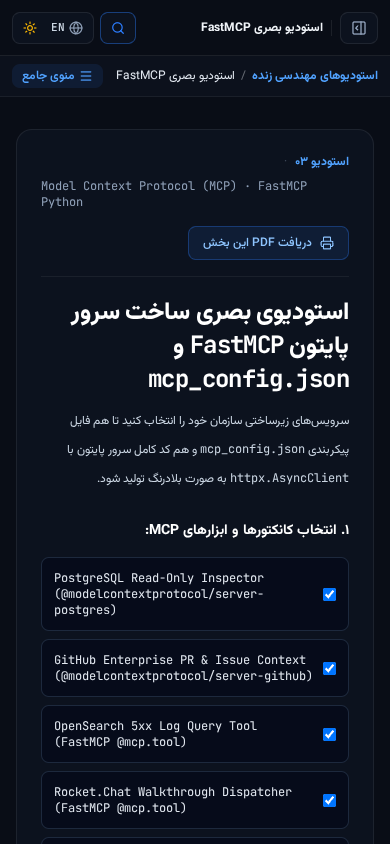 استودیو بصری FastMCP
EN
استودیوهای مهندسی زنده / استودیو بصری FastMCP
منوی جامع
استودیو ۰۳ ·
Model Context Protocol (MCP) · FastMCP
Python
دریافت PDF این بخش
استودیوی بصری ساخت سرور
پایتون FastMCP و
mcp_config.json
سرویس‌های زیرساختی سازمان خود را انتخاب کنید تا هم فایل
پیکربندی mcp_config.json و هم کد کامل سرور پایتون با
httpx.AsyncClient به صورت بلادرنگ تولید شود.
۱. انتخاب کانکتورها و ابزارهای MCP:
PostgreSQL Read-Only Inspector
(@modelcontextprotocol/server-
postgres)
GitHub Enterprise PR & Issue Context
(@modelcontextprotocol/server-github)
OpenSearch 5xx Log Query Tool
(FastMCP @mcp.tool)
Rocket.Chat Walkthrough Dispatcher
(FastMCP @mcp.tool)